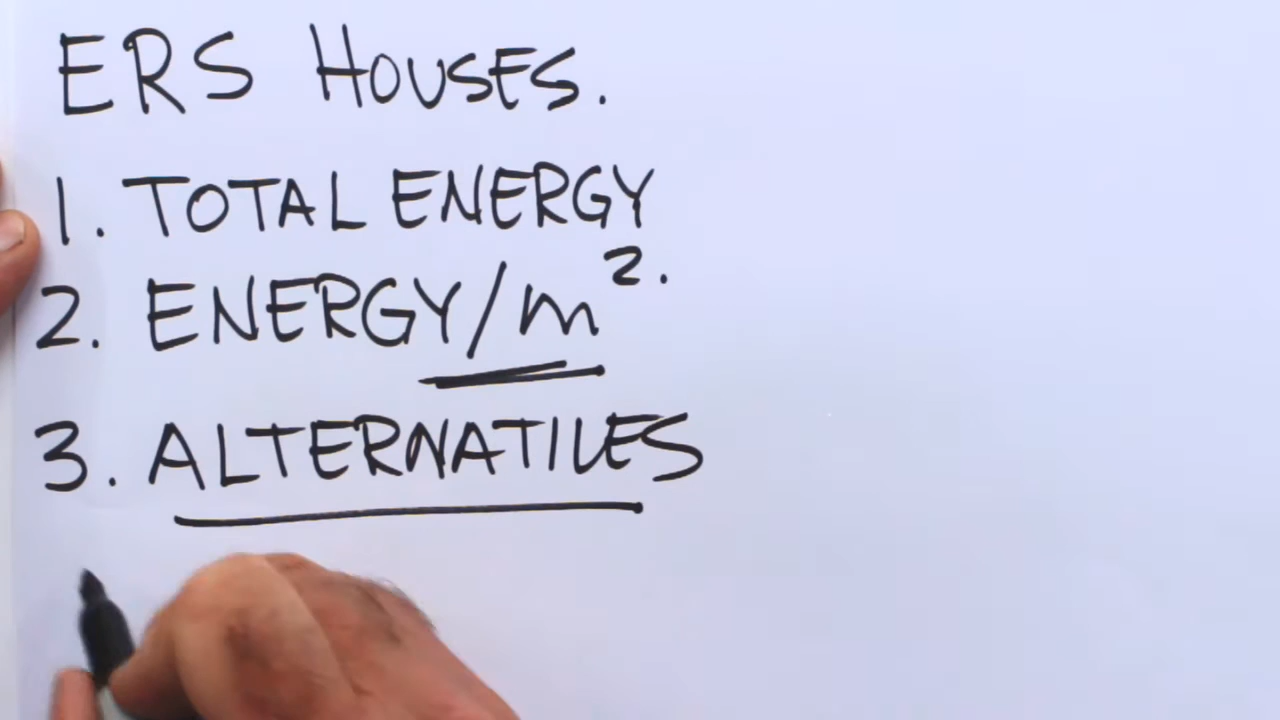 ERS HOUSES.
1. TOTAL ENERGY
2. ENERGY/m².
3. ALTERNATIVES